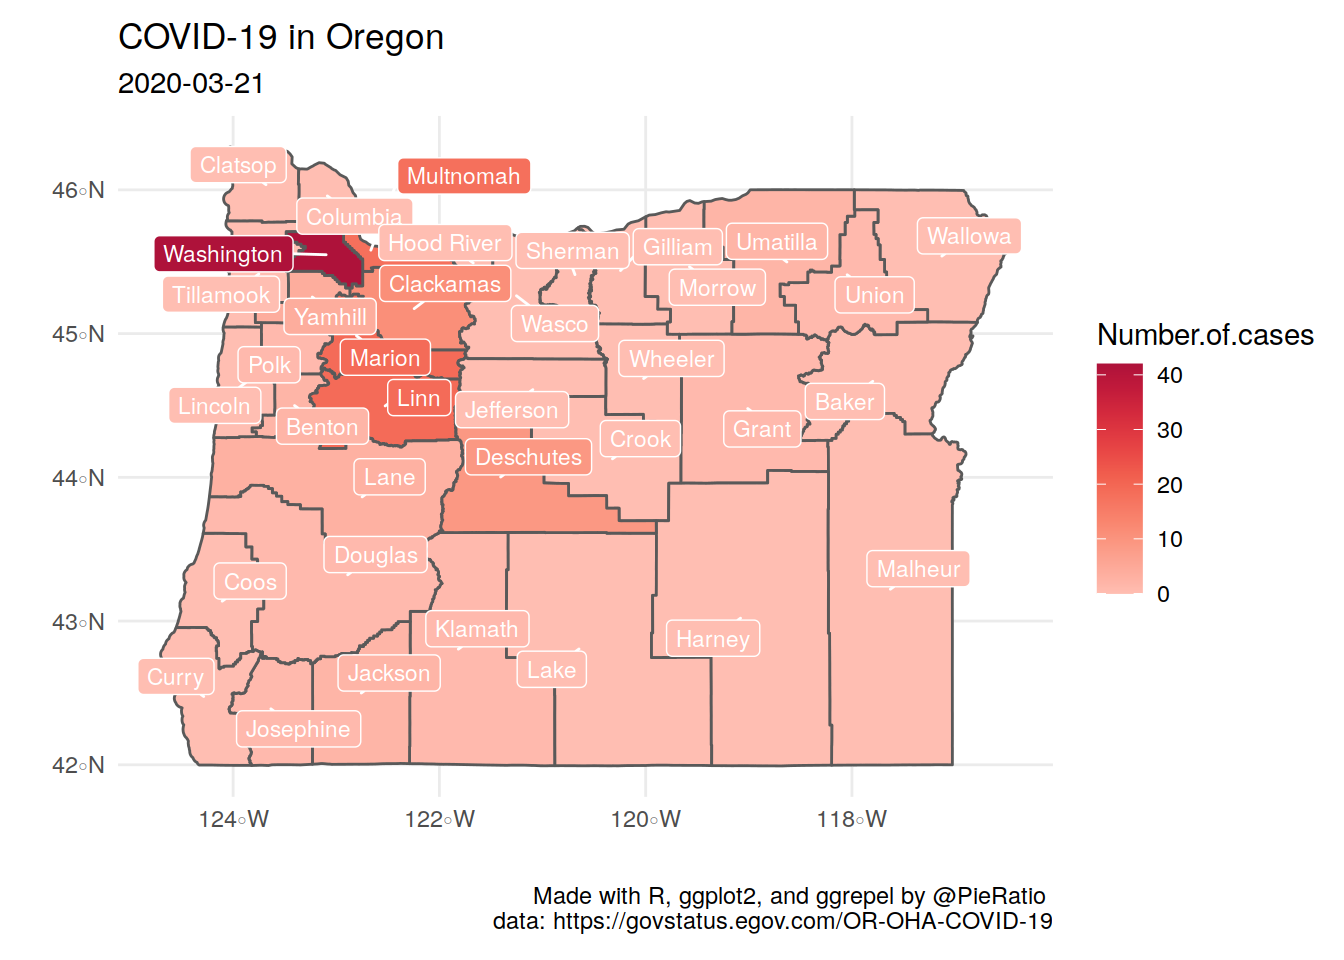 COVID-19 in Oregon
2020-03-21
46°N
45°N
44°N
43°N
42°N
Clatsop
Multnomah
Columbia
Washington
Hood River
Sherman
Gilliam
Umatilla
Wallowa
Tillamook
Clackamas
Morrow
Union
Yamhill
Wasco
Polk
Marion
Wheeler
Lincoln
Linn
Jefferson
Baker
Benton
Crook
Grant
Deschutes
Lane
Douglas
Malheur
Coos
Klamath
Harney
Curry
Jackson
Lake
Josephine
124°W
122°W
120°W
118°W
Number.of.cases
40
30
20
10
0
Made with R, ggplot2, and ggrepel by @PieRatio
data: https://govstatus.egov.com/OR-OHA-COVID-19